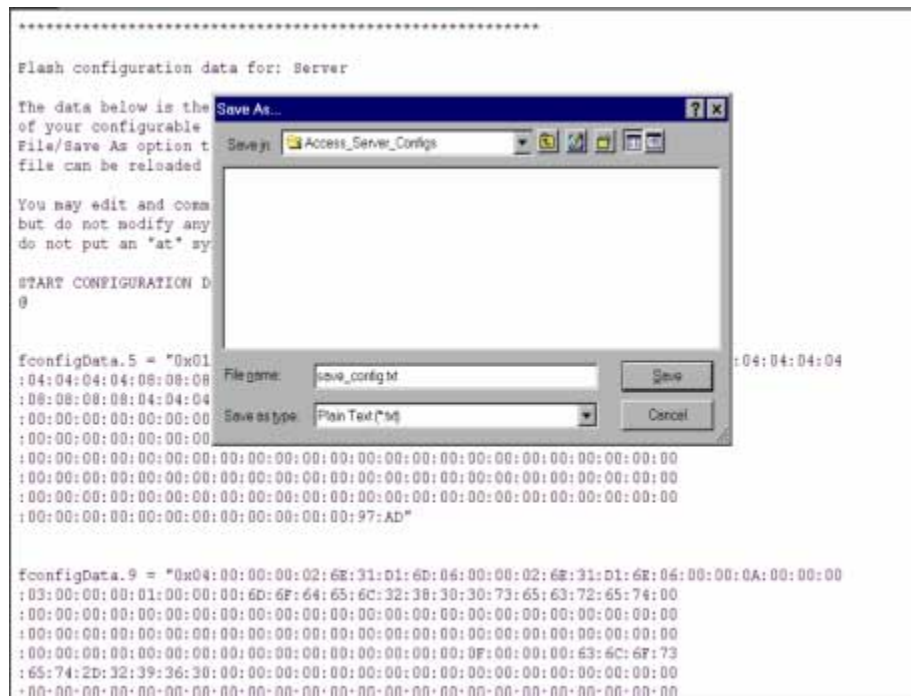 *********************************************************
Flash configuration data for: Server
The data below is the
of your configurable
File/Save As option t
file can be reloaded
You may edit and comm
but do not modify any
do not put an "at" sy
START CONFIGURATION D
@
Save As...
Save in:
Access_Server_Configs
File name:
save_config.txt
Save
Save as type:
Plain Text (*.txt)
Cancel
fconfigData.5 = "0x01
:04:04:04:04
:04:04:04:04:08:08:08
:08:08:08:08:04:04:04
:00:00:00:00:00:00:00
:00:00:00:00:00:00:00
:00:00:00:00:00:00:00:00:00:00:00:00:00:00:00:00:00:00:00:00:00:00:00:00
:00:00:00:00:00:00:00:00:00:00:00:00:00:00:00:00:00:00:00:00:00:00:00:00
:00:00:00:00:00:00:00:00:00:00:00:00:00:00:00:00:00:00:00:00:00:00:00:00
:00:00:00:00:00:00:00:00:00:00:00:00:97:AD"
fconfigData.9 = "0x04:00:00:00:02:6E:31:D1:6D:06:00:00:02:6E:31:D1:6E:06:00:00:0A:00:00:00
:03:00:00:00:01:00:00:00:6D:6F:64:65:6C:32:38:30:30:73:65:63:72:65:74:00
:00:00:00:00:00:00:00:00:00:00:00:00:00:00:00:00:00:00:00:00:00:00:00:00
:00:00:00:00:00:00:00:00:00:00:00:00:00:00:00:00:00:00:00:00:00:00:00:00
:00:00:00:00:00:00:00:00:00:00:00:00:00:00:00:00:0F:00:00:00:63:6C:6F:73
:65:74:2D:32:39:36:30:00:00:00:00:00:00:00:00:00:00:00:00:00:00:00:00:00
:00:00:00:00:00:00:00:00:00:00:00:00:00:00:00:00:00:00:00:00:00:00:00:00